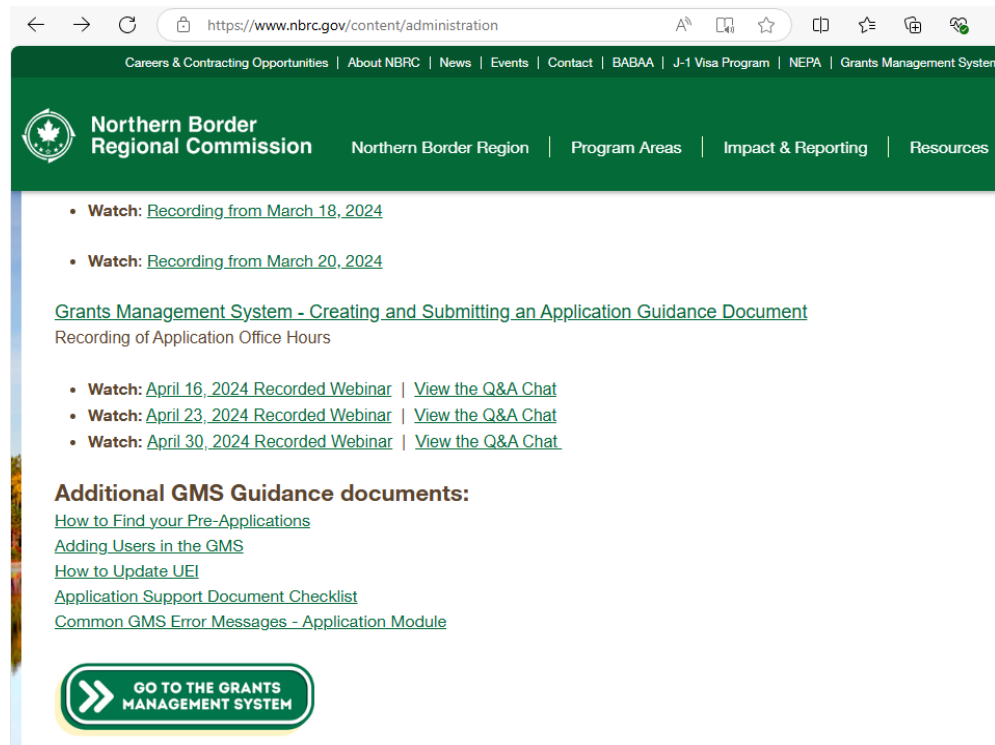 https://www.nbrc.gov/content/administration
Careers & Contracting Opportunities | About NBRC | News | Events | Contact | BABAA | J-1 Visa Program | NEPA | Grants Management System
Northern Border
Regional Commission
Northern Border Region | Program Areas | Impact & Reporting | Resources
• Watch: Recording from March 18, 2024
• Watch: Recording from March 20, 2024
Grants Management System - Creating and Submitting an Application Guidance Document
Recording of Application Office Hours
• Watch: April 16, 2024 Recorded Webinar | View the Q&A Chat
• Watch: April 23, 2024 Recorded Webinar | View the Q&A Chat
• Watch: April 30, 2024 Recorded Webinar | View the Q&A Chat
Additional GMS Guidance documents:
How to Find your Pre-Applications
Adding Users in the GMS
How to Update UEI
Application Support Document Checklist
Common GMS Error Messages - Application Module
GO TO THE GRANTS
MANAGEMENT SYSTEM